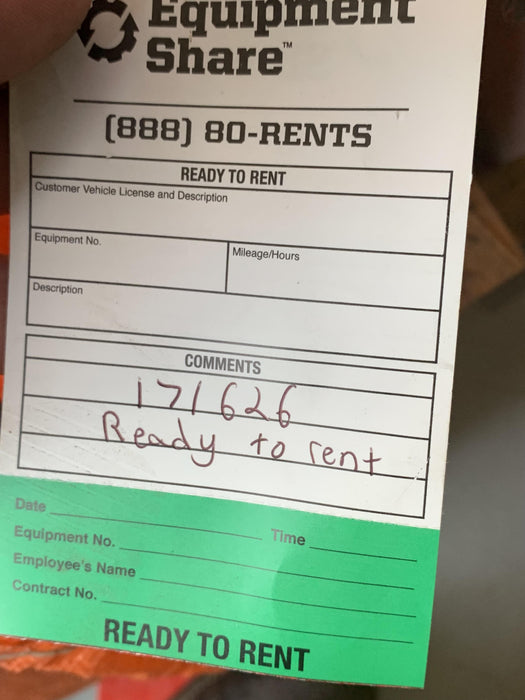 Equipment
Share™
(888) 80-RENTS
READY TO RENT
Customer Vehicle License and Description
Equipment No.
Mileage/Hours
Description
COMMENTS
171626
Ready to rent
Date
Time
Equipment No.
Employee's Name
Contract No.
READY TO RENT